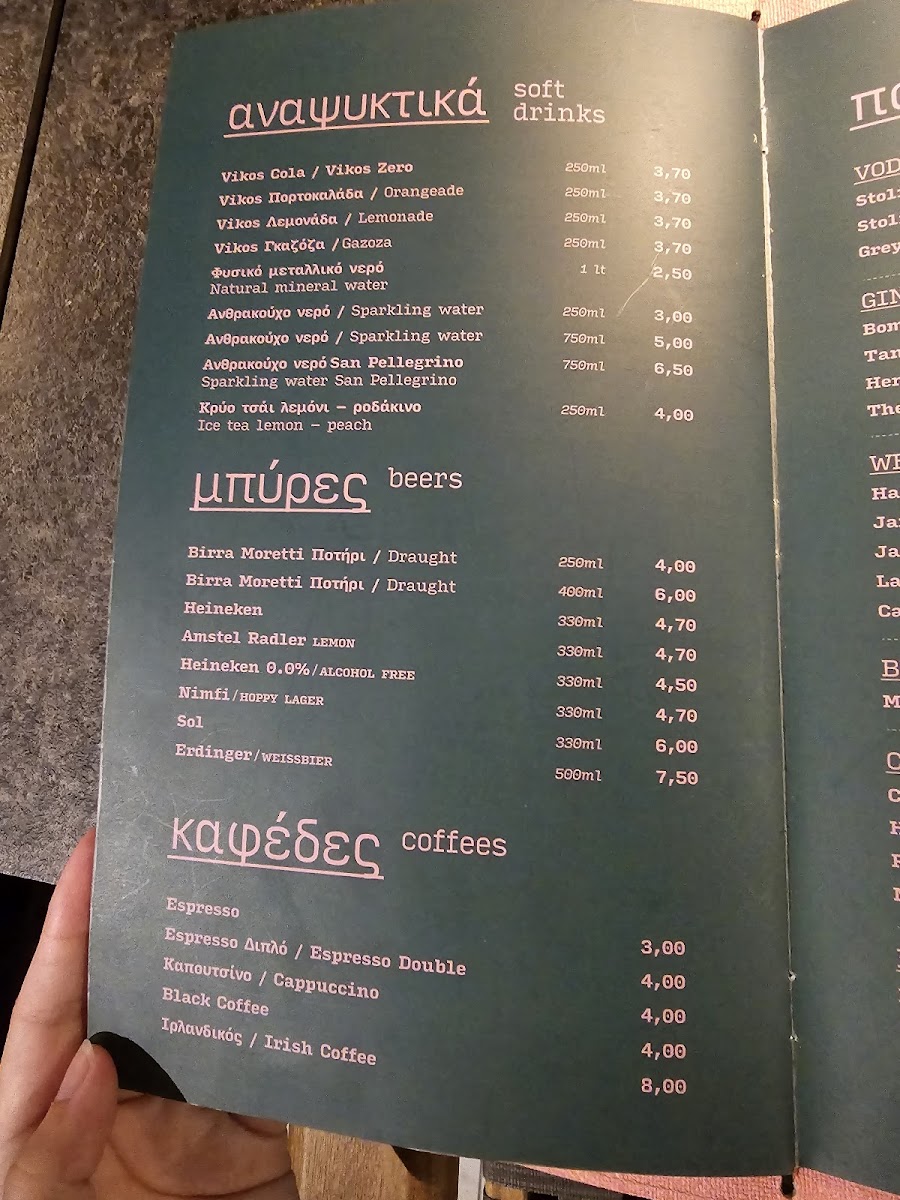 αναψυκτικά soft drinks
Vikos Cola / Vikos Zero 250ml 3,70
Vikos Πορτοκαλάδα / Orangeade 250ml 3,70
Vikos Λεμονάδα / Lemonade 250ml 3,70
Vikos Γκαζόζα / Gazoza 250ml 3,70
Φυσικό μεταλλικό νερό 1 lt 2,50
Natural mineral water
Ανθρακούχο νερό / Sparkling water 250ml 3,00
Ανθρακούχο νερό / Sparkling water 750ml 5,00
Ανθρακούχο νερό San Pellegrino 750ml 6,50
Sparkling water San Pellegrino
Κρύο τσάι λεμόνι – ροδάκινο 250ml 4,00
Ice tea lemon – peach
μπύρες beers
Birra Moretti Ποτήρι / Draught 250ml 4,00
Birra Moretti Ποτήρι / Draught 400ml 6,00
Heineken 330ml 4,70
Amstel Radler LEMON 330ml 4,70
Heineken 0.0%/ALCOHOL FREE 330ml 4,50
Nimfi/HOPPY LAGER 330ml 4,70
Sol 330ml 6,00
Erdinger/WEISSBIER 500ml 7,50
καφέδες coffees
Espresso 3,00
Espresso Διπλό / Espresso Double 4,00
Καπουτσίνο / Cappuccino 4,00
Black Coffee 4,00
Ιρλανδικός / Irish Coffee 8,00